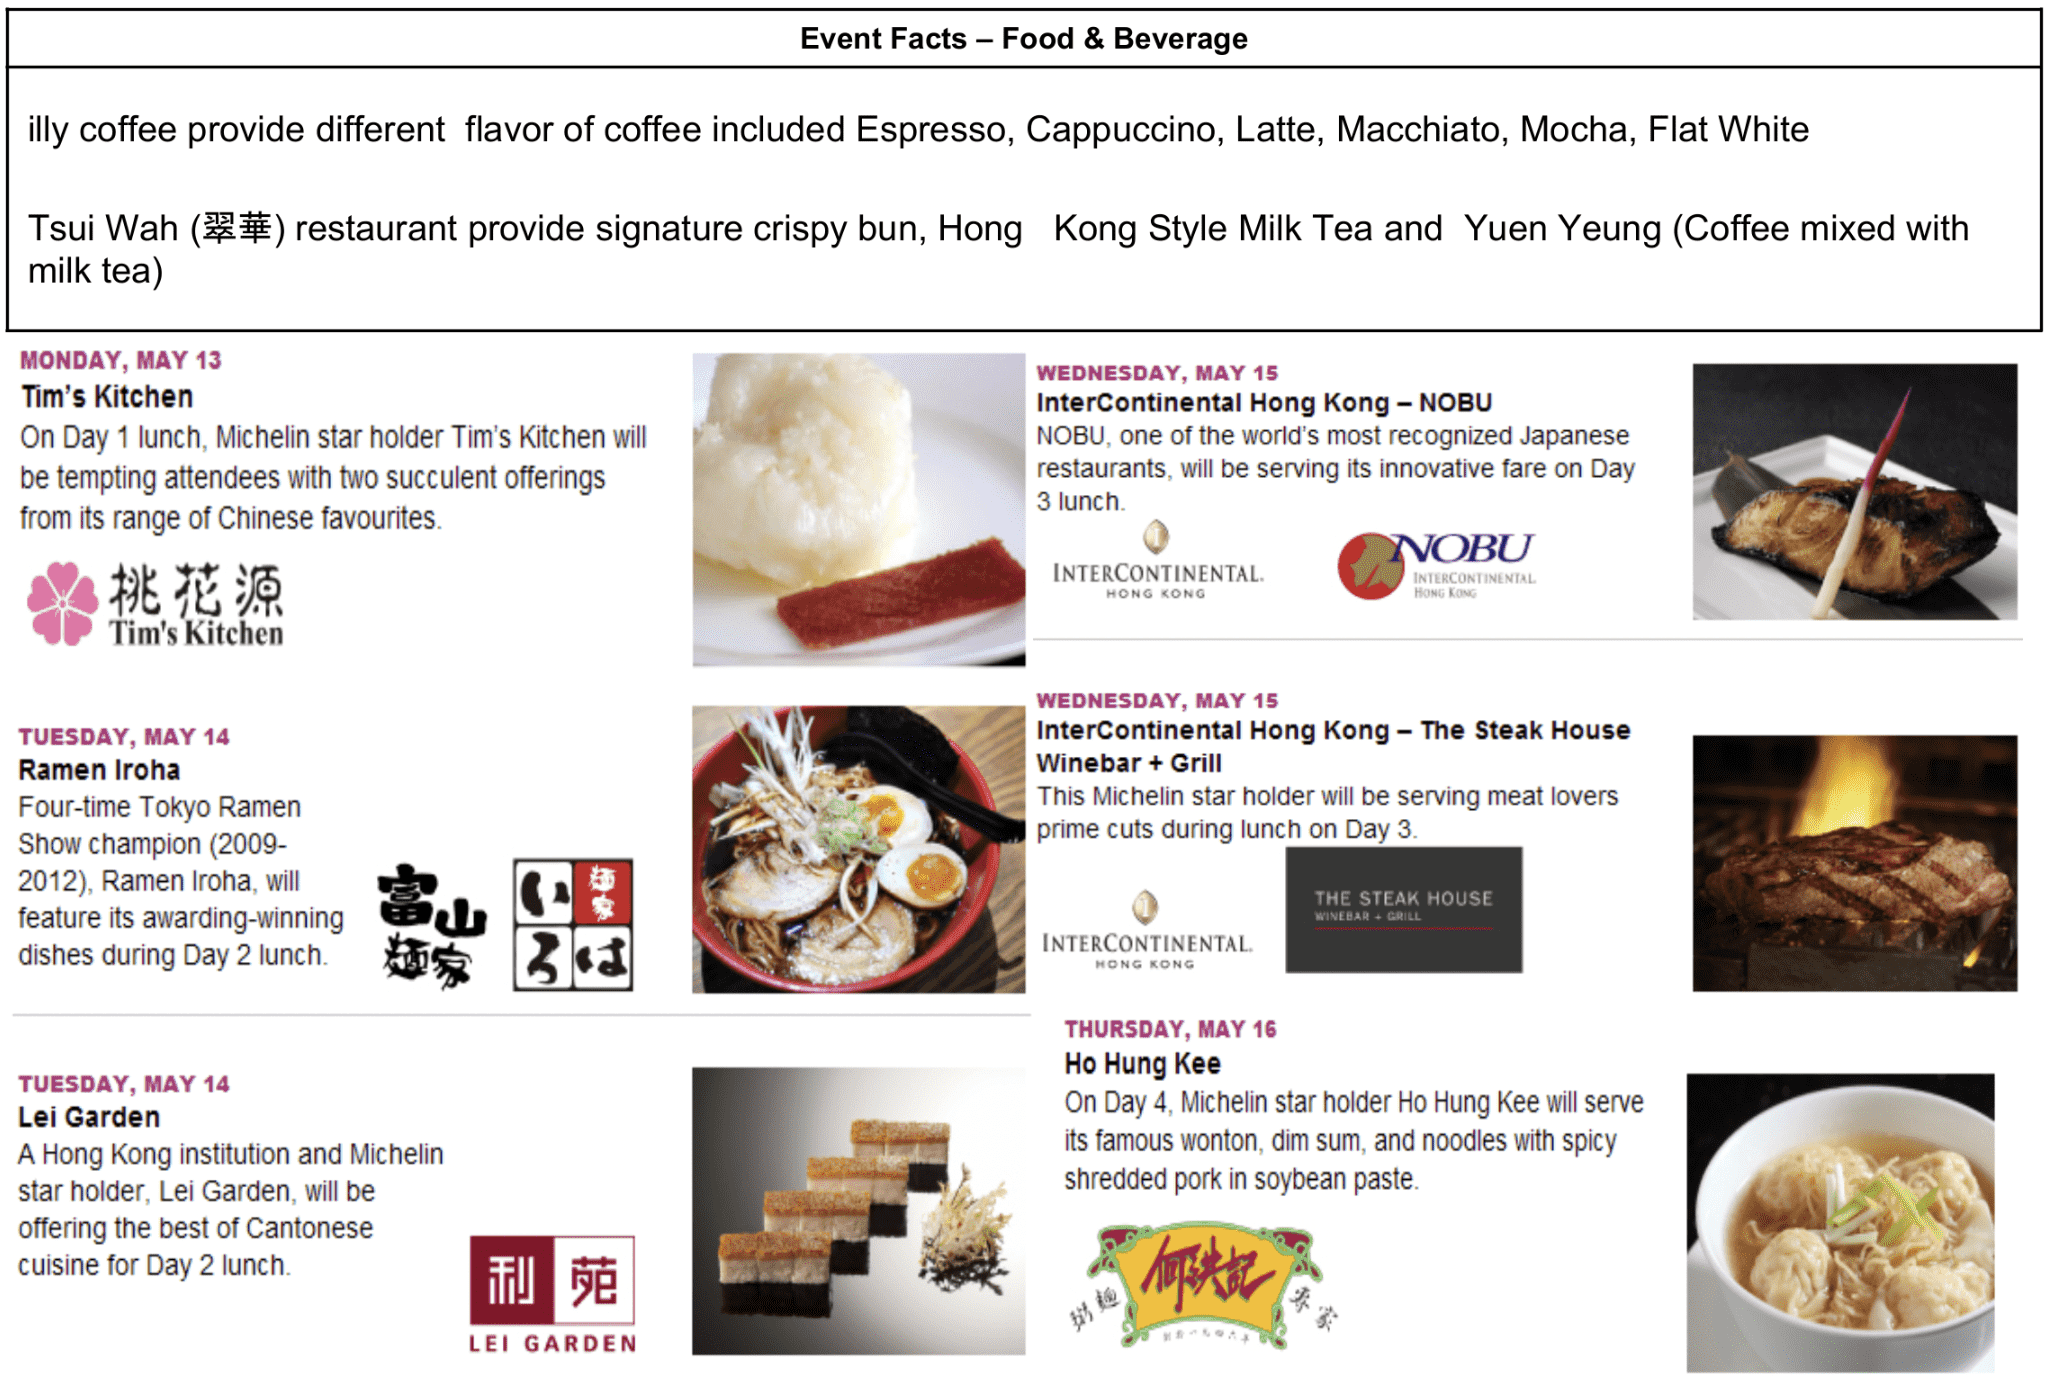 Event Facts – Food & Beverage
illy coffee provide different flavor of coffee included Espresso, Cappuccino, Latte, Macchiato, Mocha, Flat White
Tsui Wah (翠華) restaurant provide signature crispy bun, Hong Kong Style Milk Tea and Yuen Yeung (Coffee mixed with
milk tea)
MONDAY, MAY 13
Tim's Kitchen
On Day 1 lunch, Michelin star holder Tim's Kitchen will
be tempting attendees with two succulent offerings
from its range of Chinese favourites.
桃花源
Tim's Kitchen
TUESDAY, MAY 14
Ramen Iroha
Four-time Tokyo Ramen
Show champion (2009-
2012), Ramen Iroha, will
feature its awarding-winning
dishes during Day 2 lunch.
富山
麺家
い 麺家
ろ は
TUESDAY, MAY 14
Lei Garden
A Hong Kong institution and Michelin
star holder, Lei Garden, will be
offering the best of Cantonese
cuisine for Day 2 lunch.
利苑
LEI GARDEN
WEDNESDAY, MAY 15
InterContinental Hong Kong – NOBU
NOBU, one of the world's most recognized Japanese
restaurants, will be serving its innovative fare on Day
3 lunch.
INTERCONTINENTAL.
HONG KONG
NOBU
INTERCONTINENTAL.
HONG KONG
WEDNESDAY, MAY 15
InterContinental Hong Kong – The Steak House
Winebar + Grill
This Michelin star holder will be serving meat lovers
prime cuts during lunch on Day 3.
INTERCONTINENTAL.
HONG KONG
THE STEAK HOUSE
WINEBAR + GRILL
THURSDAY, MAY 16
Ho Hung Kee
On Day 4, Michelin star holder Ho Hung Kee will serve
its famous wonton, dim sum, and noodles with spicy
shredded pork in soybean paste.
何洪記
粥麵
專家
創於一九四六年